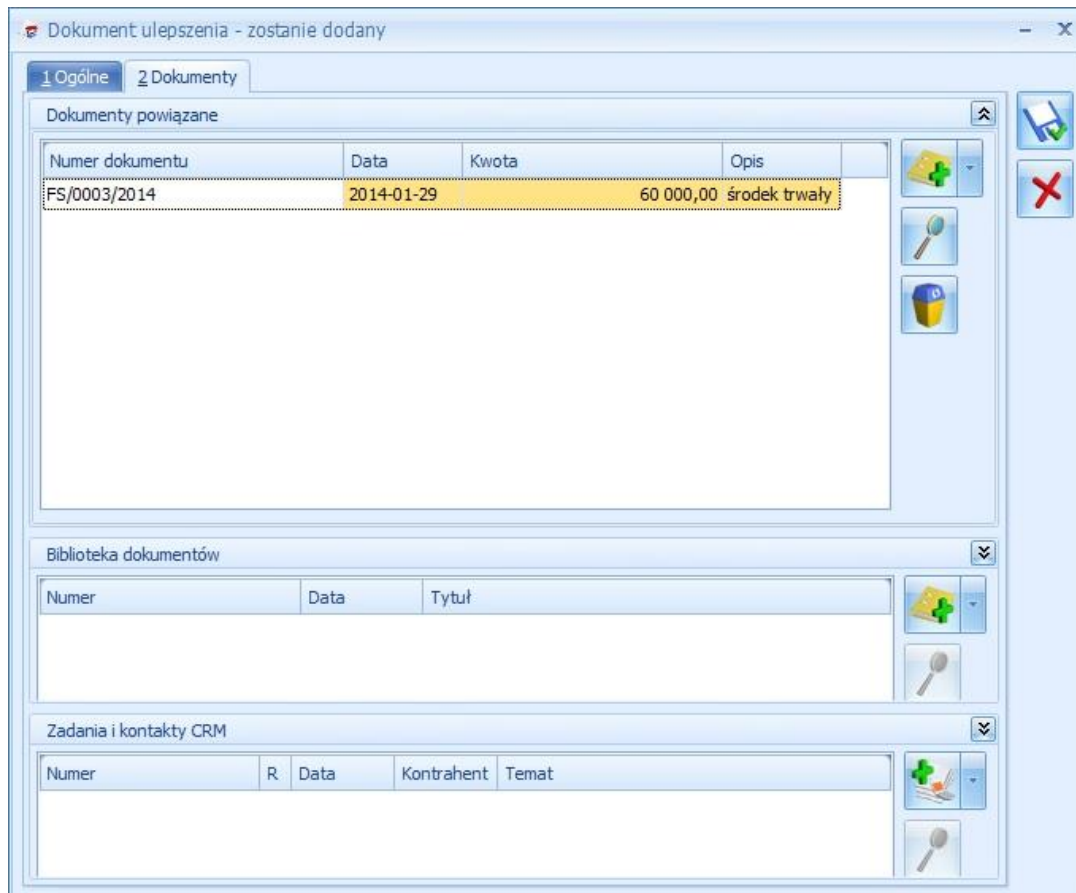 Dokument ulepszenia - zostanie dodany
1 Ogólne 2 Dokumenty
Dokumenty powiązane
Numer dokumentu Data Kwota Opis
FS/0003/2014 2014-01-29 60 000,00 środek trwały
Biblioteka dokumentów
Numer Data Tytuł
Zadania i kontakty CRM
Numer R Data Kontrahent Temat